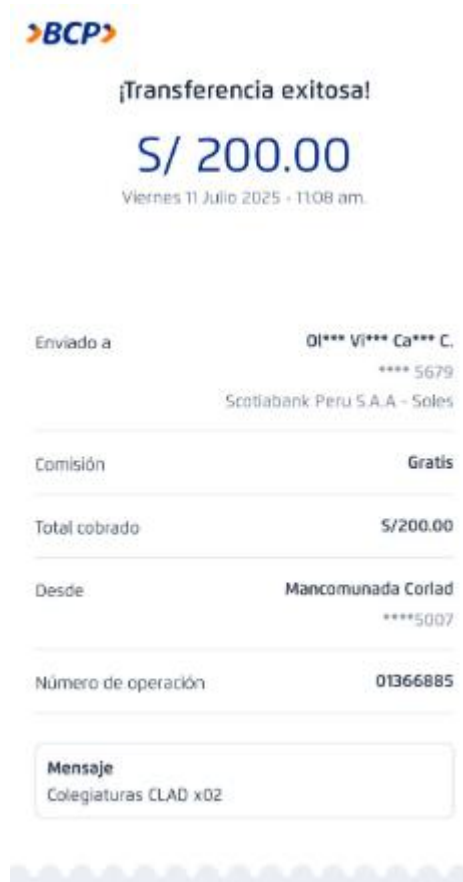 BCP
¡Transferencia exitosa!
S/ 200.00
Viernes 11 Julio 2025 - 11:08 am.
Enviado a
Ol*** Vi*** Ca*** C.
**** 5679
Scotiabank Peru S.A.A - Soles
Comisión
Gratis
Total cobrado
S/200.00
Desde
Mancomunada Corlad
****5007
Número de operación
01366885
Mensaje
Colegiaturas CLAD x02